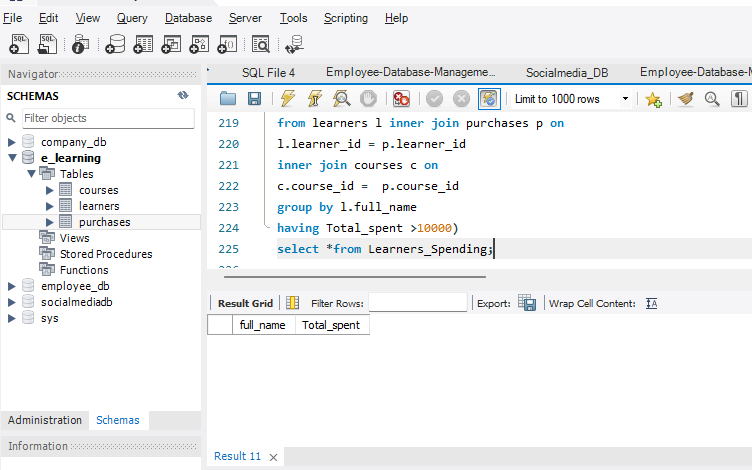 File Edit View Query Database Server Tools Scripting Help
Navigator
SCHEMAS
Filter objects
company_db
e_learning
Tables
courses
learners
purchases
Views
Stored Procedures
Functions
employee_db
socialmediadb
sys
Administration Schemas
Information
SQL File 4 Employee-Database-Manageme... Socialmedia_DB Employee-Database-M
Limit to 1000 rows
219 from learners l inner join purchases p on
220 l.learner_id = p.learner_id
221 inner join courses c on
222 c.course_id =  p.course_id
223 group by l.full_name
224 having Total_spent >10000)
225 select *from Learners_Spending;
Result Grid Filter Rows: Export: Wrap Cell Content:
full_name Total_spent
Result 11